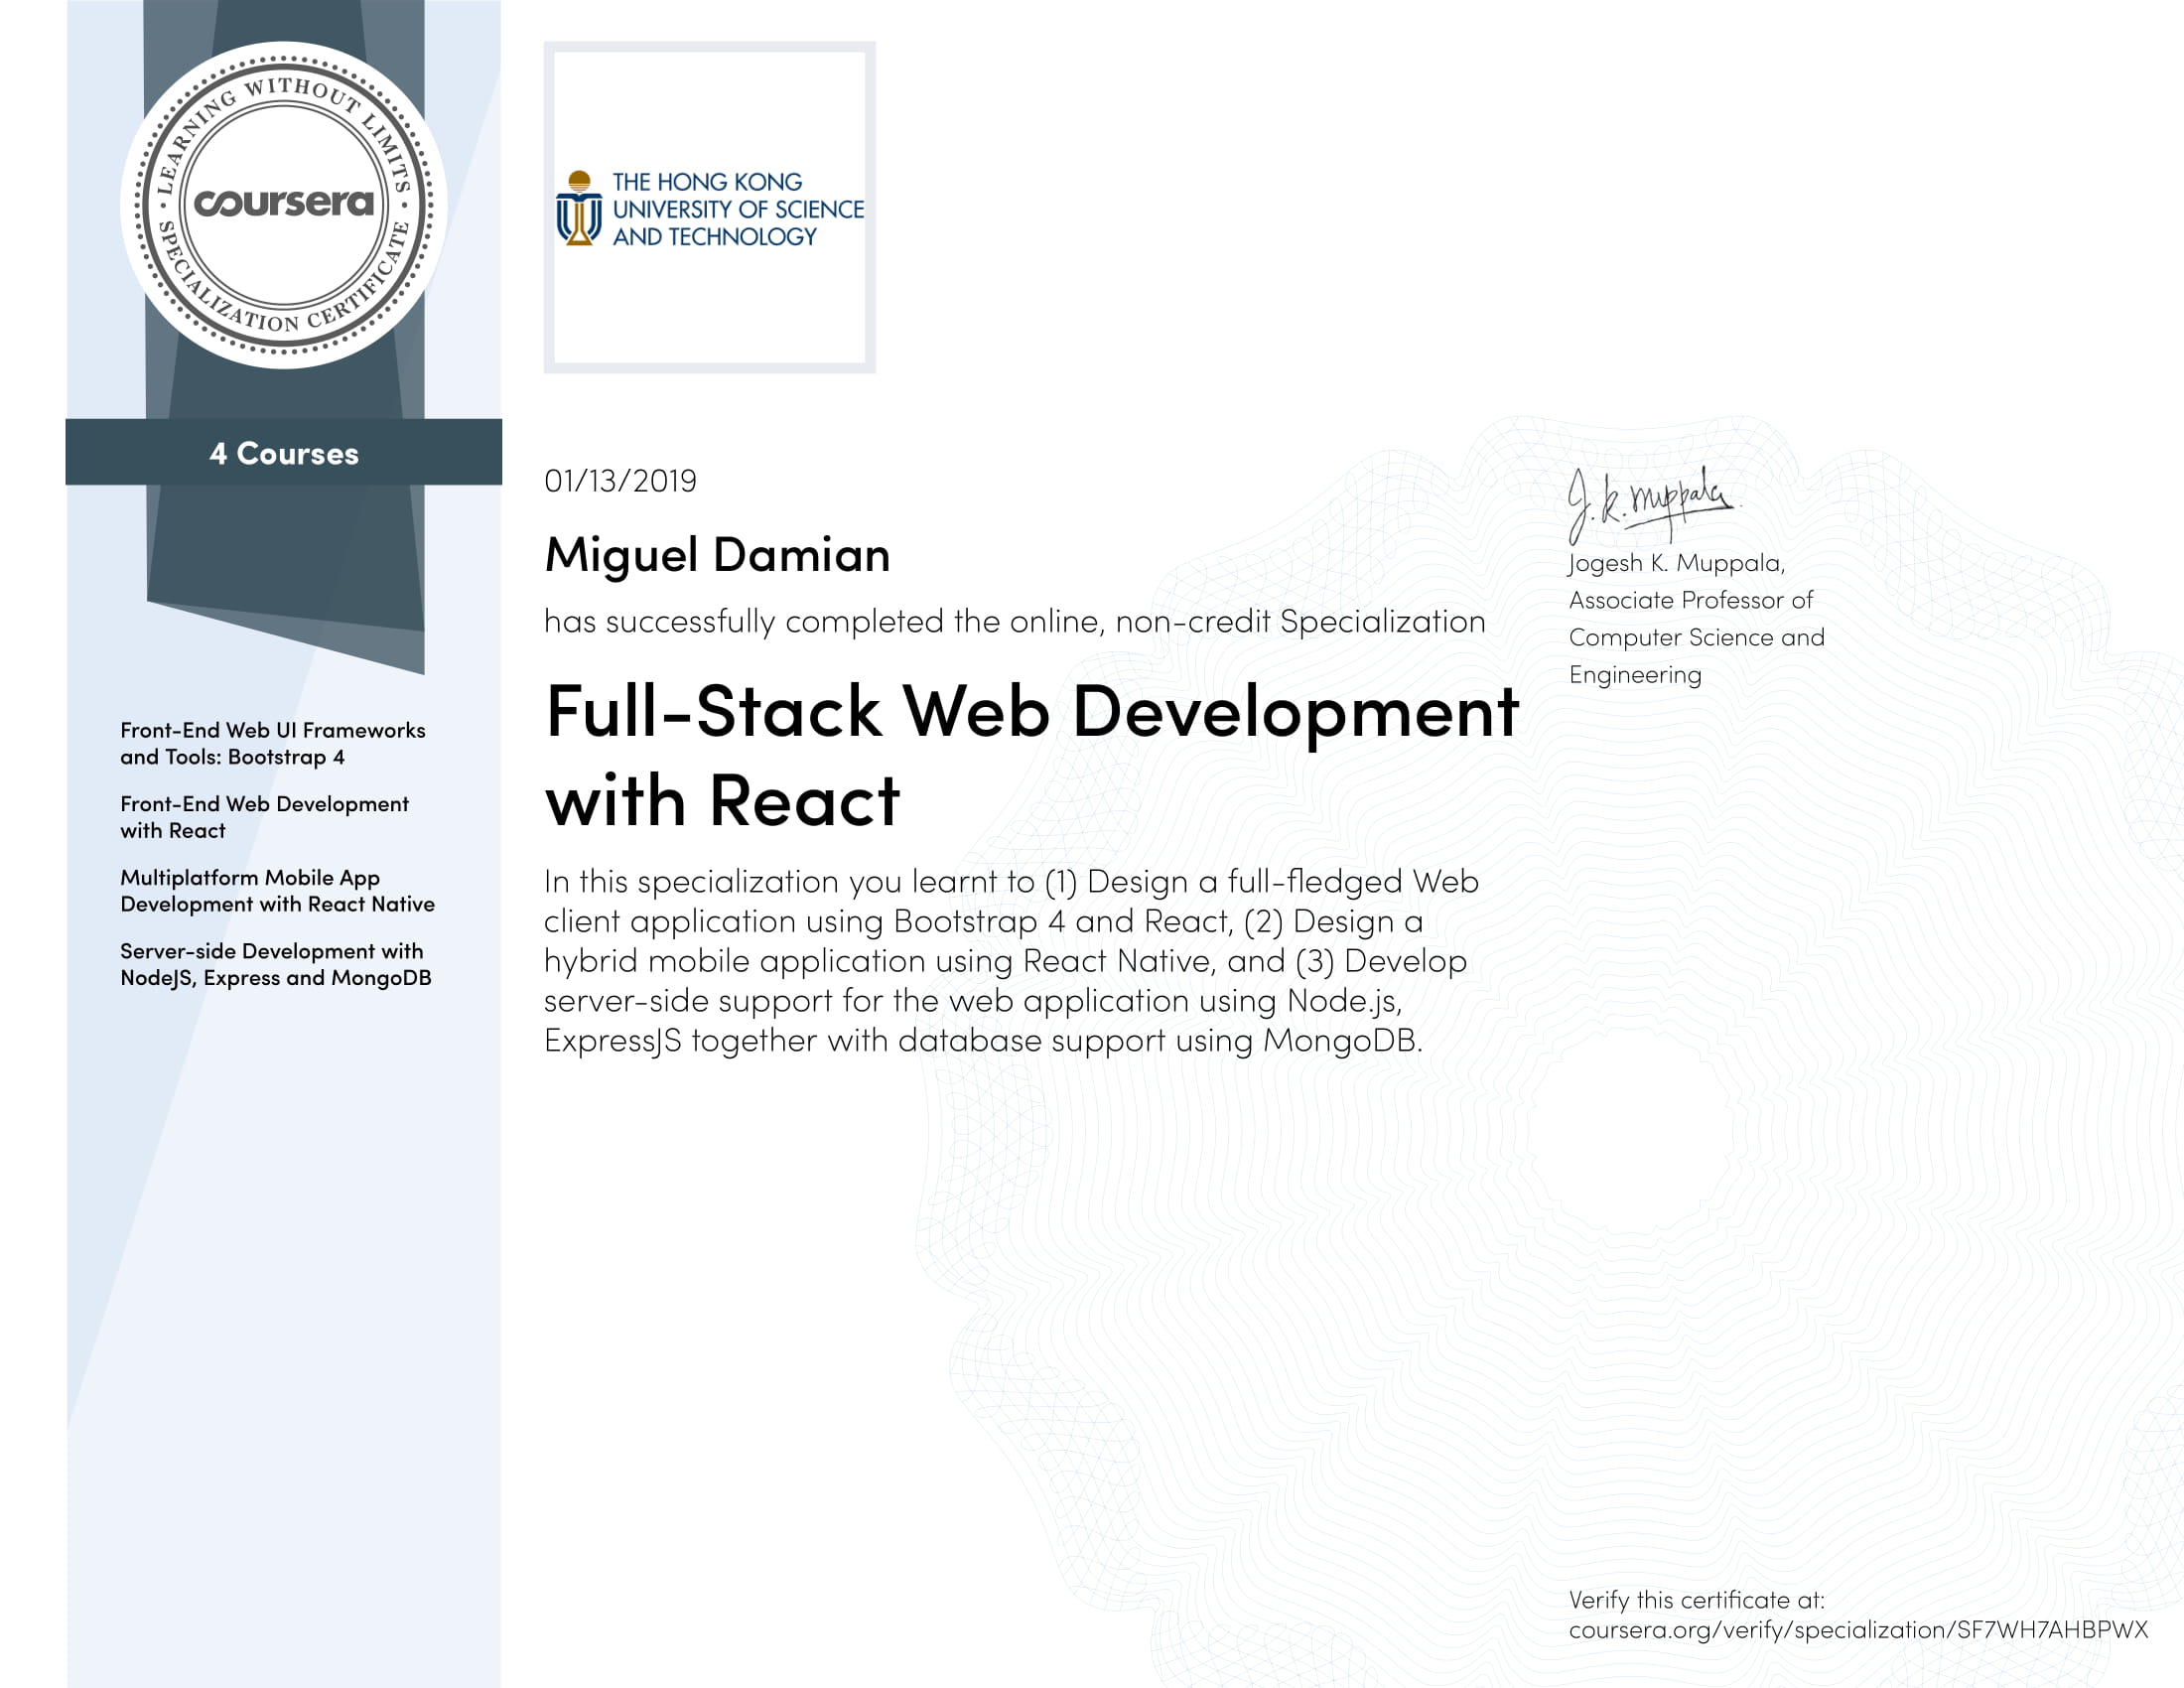 LEARNING WITHOUT LIMITS
coursera
SPECIALIZATION CERTIFICATE
4 Courses
Front-End Web UI Frameworks
and Tools: Bootstrap 4
Front-End Web Development
with React
Multiplatform Mobile App
Development with React Native
Server-side Development with
NodeJS, Express and MongoDB
THE HONG KONG
UNIVERSITY OF SCIENCE
AND TECHNOLOGY
01/13/2019
Miguel Damian
has successfully completed the online, non-credit Specialization
Full-Stack Web Development
with React
In this specialization you learnt to (1) Design a full-fledged Web
client application using Bootstrap 4 and React, (2) Design a
hybrid mobile application using React Native, and (3) Develop
server-side support for the web application using Node.js,
ExpressJS together with database support using MongoDB.
J. K. Muppala
Jogesh K. Muppala,
Associate Professor of
Computer Science and
Engineering
Verify this certificate at:
coursera.org/verify/specialization/SF7WH7AHBPWX